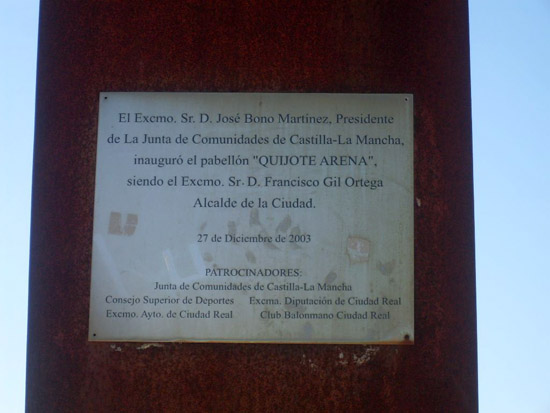 El Excmo. Sr. D. José Bono Martínez, Presidente
de La Junta de Comunidades de Castilla-La Mancha,
inauguró el pabellón "QUIJOTE ARENA",
siendo el Excmo. Sr. D. Francisco Gil Ortega
Alcalde de la Ciudad.
27 de Diciembre de 2003
PATROCINADORES:
Junta de Comunidades de Castilla-La Mancha
Consejo Superior de Deportes Excma. Diputación de Ciudad Real
Excmo. Ayto. de Ciudad Real Club Balonmano Ciudad Real